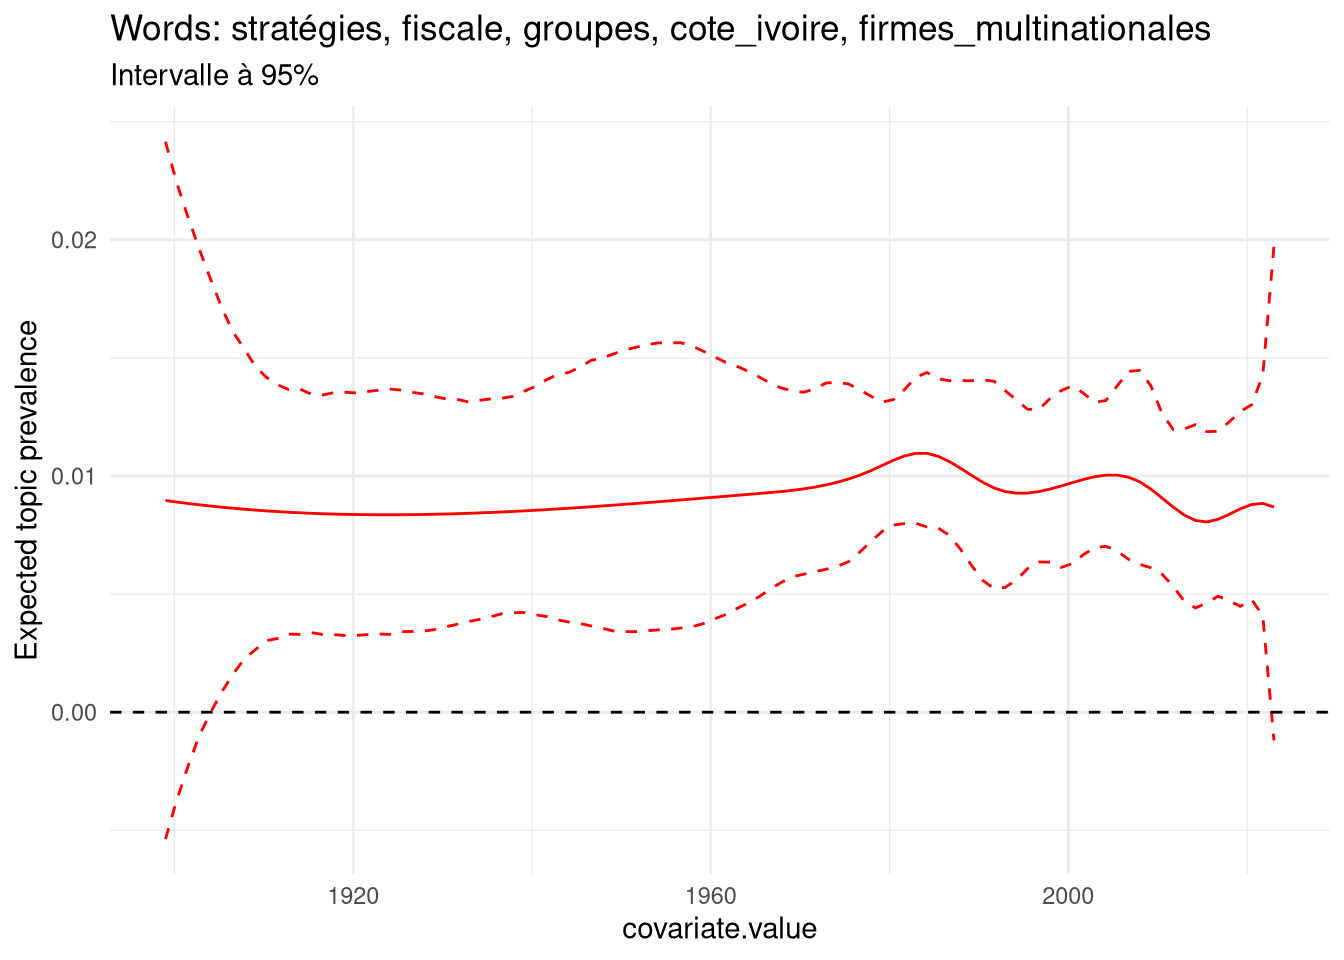 Words: stratégies, fiscale, groupes, cote_ivoire, firmes_multinationales
Intervalle à 95%
Expected topic prevalence
0.02
0.01
0.00
1920
1960
2000
covariate.value